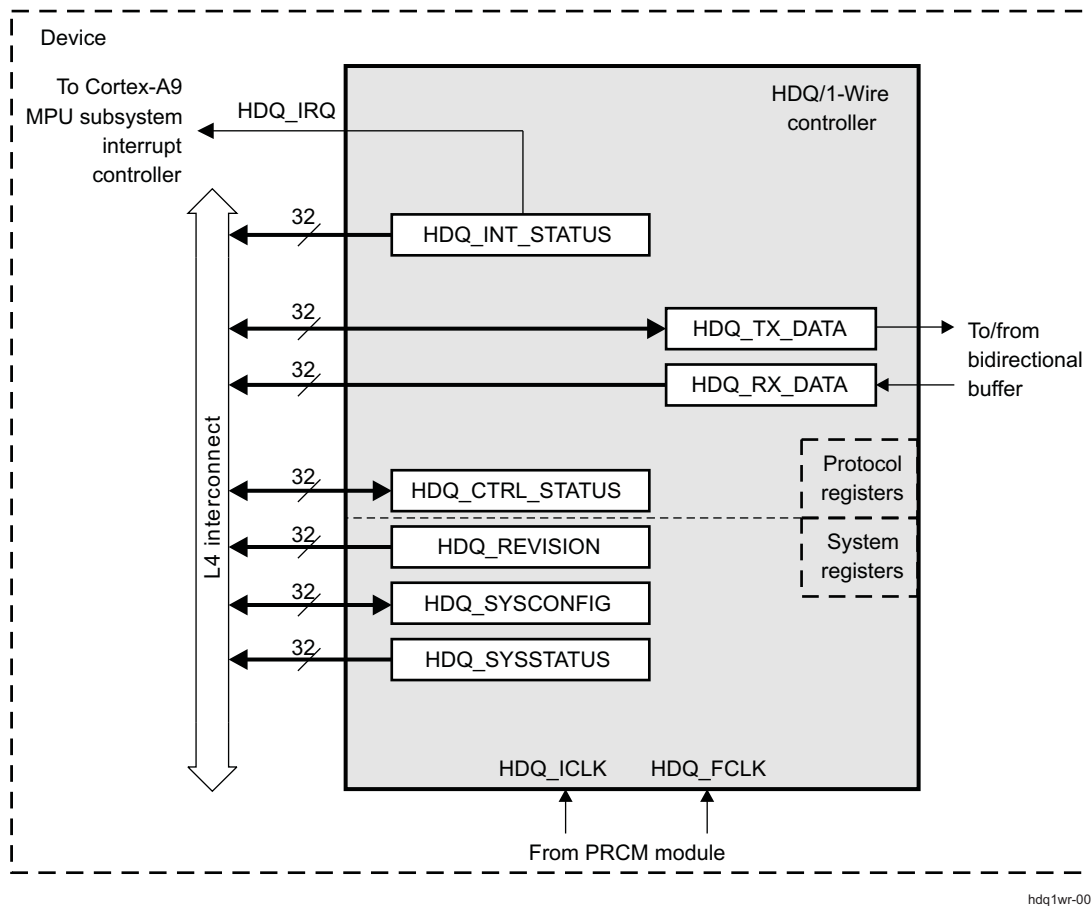 Device
To Cortex-A9
MPU subsystem
interrupt
controller
HDQ_IRQ
HDQ/1-Wire
controller
32
HDQ_INT_STATUS
32
HDQ_TX_DATA
To/from
bidirectional
buffer
32
HDQ_RX_DATA
L4 interconnect
32
HDQ_CTRL_STATUS
Protocol
registers
32
HDQ_REVISION
System
registers
32
HDQ_SYSCONFIG
32
HDQ_SYSSTATUS
HDQ_ICLK
HDQ_FCLK
From PRCM module
hdq1wr-00